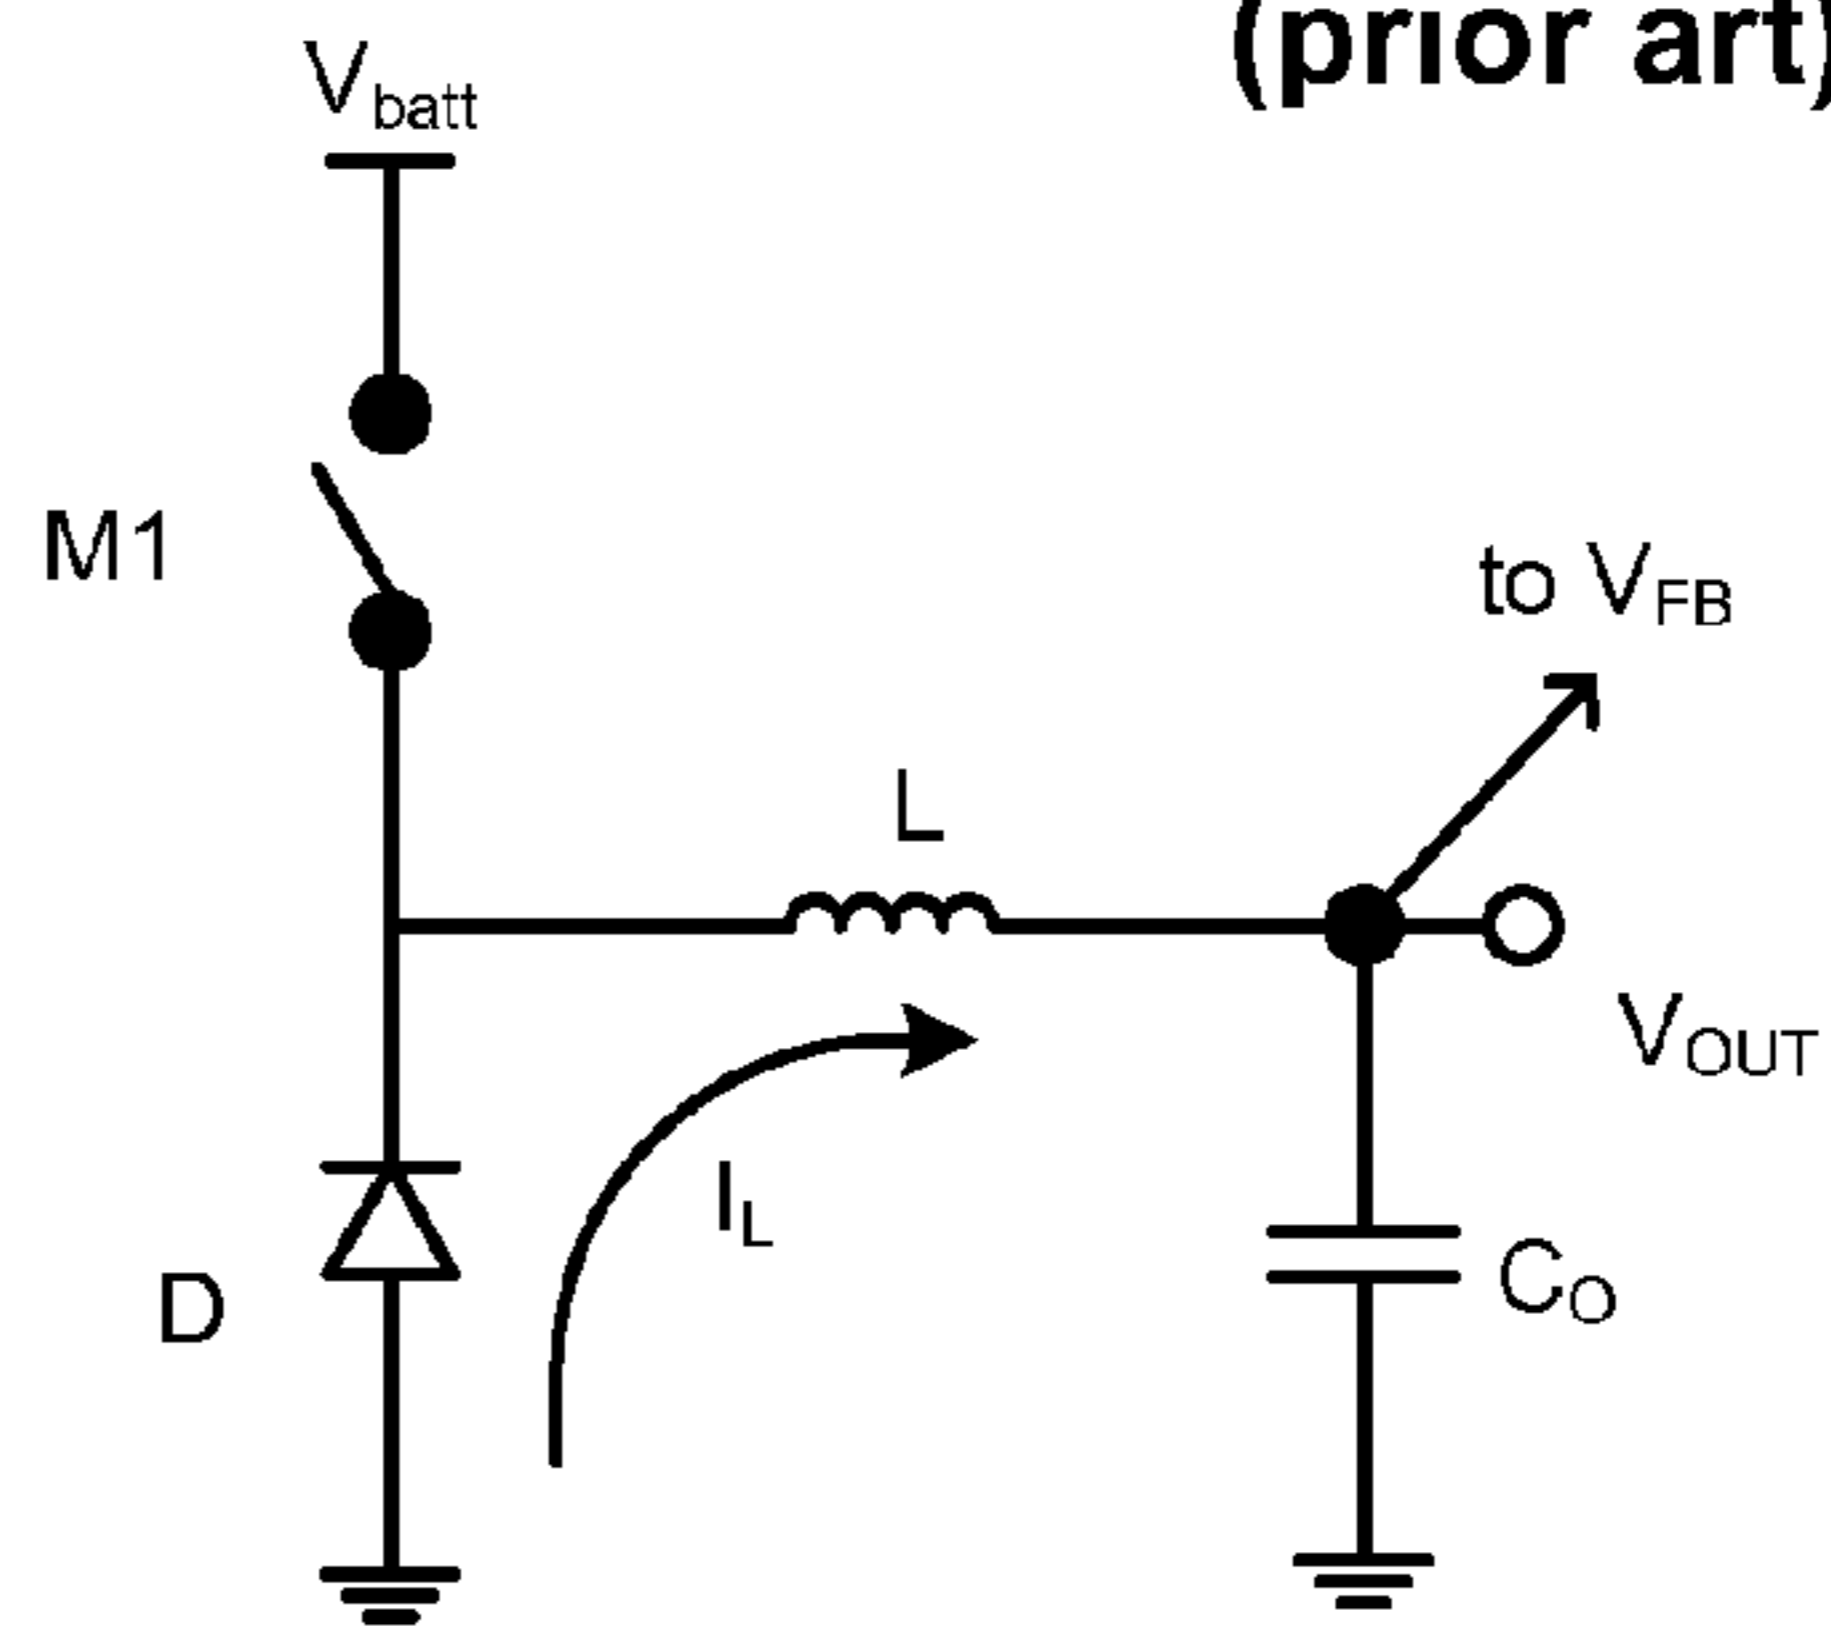 (prior art)
Vbatt
M1
to VFB
L
VOUT
IL
CO
D